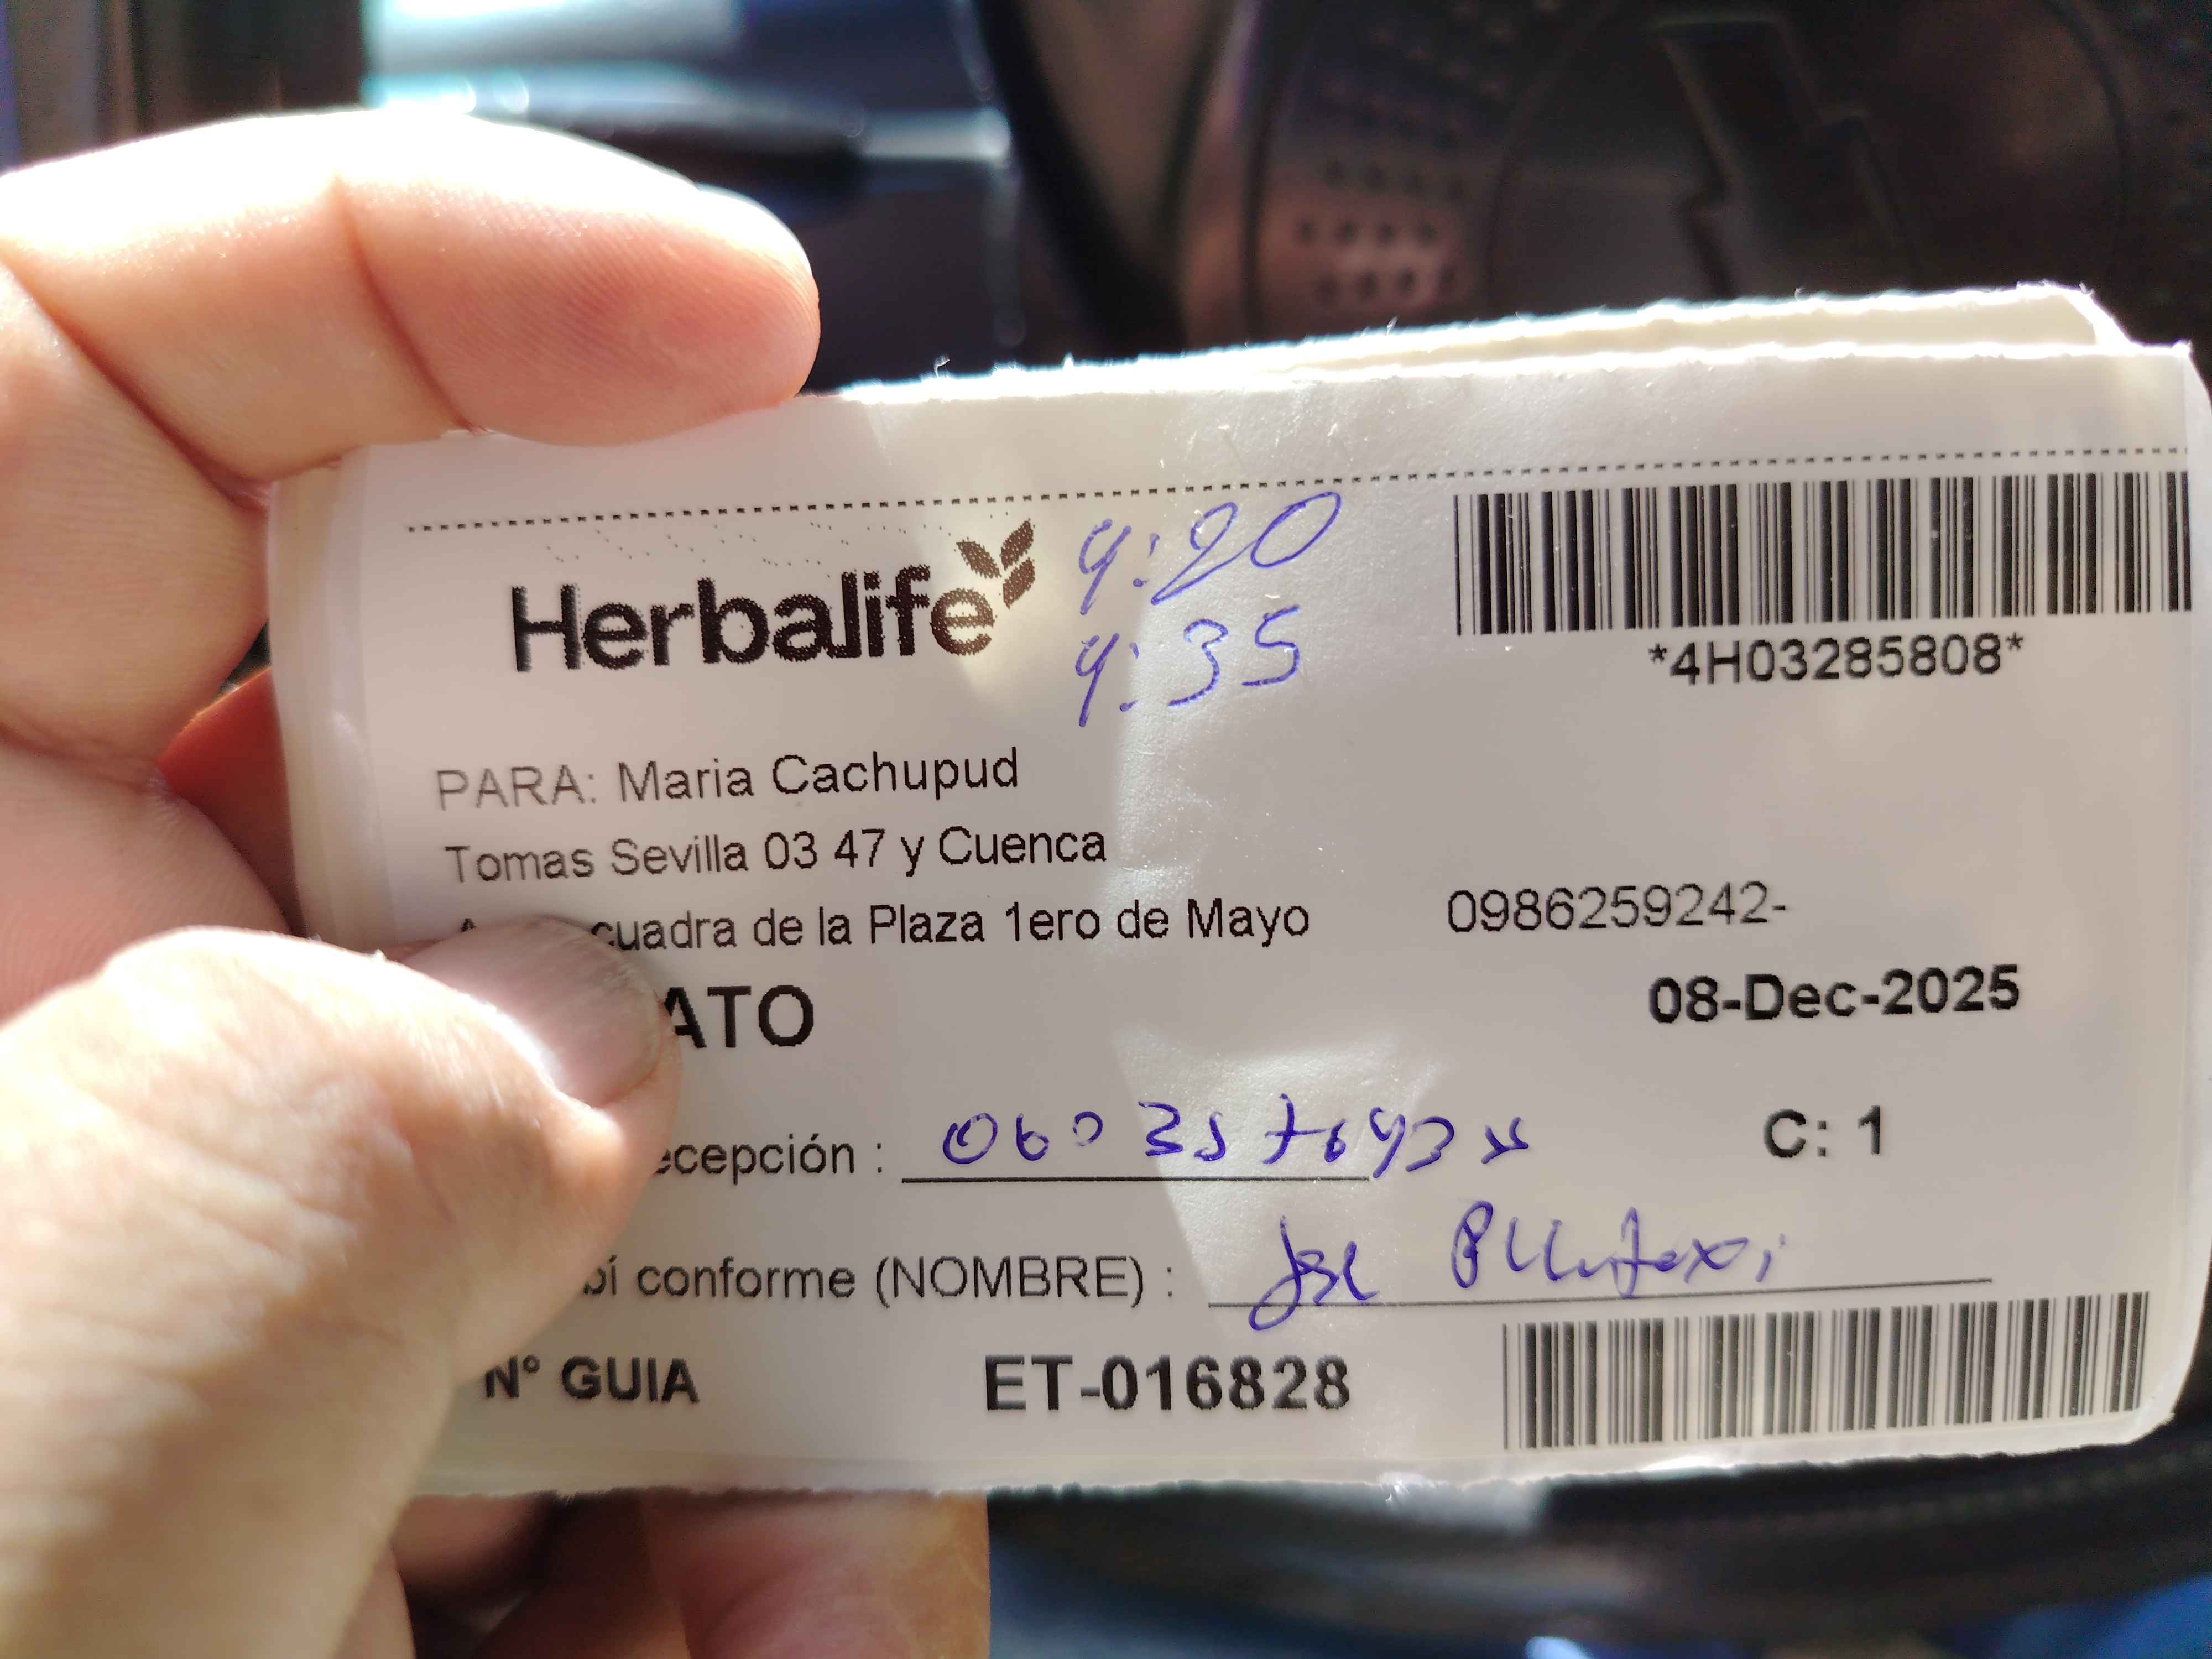 Herbalife
9:20
9:35
*4H03285808*
PARA: Maria Cachupud
Tomas Sevilla 03 47 y Cuenca
cuadra de la Plaza 1ero de Mayo 0986259242-
ATO 08-Dec-2025
ecepción : C: 1
bí conforme (NOMBRE) :
N° GUIA ET-016828